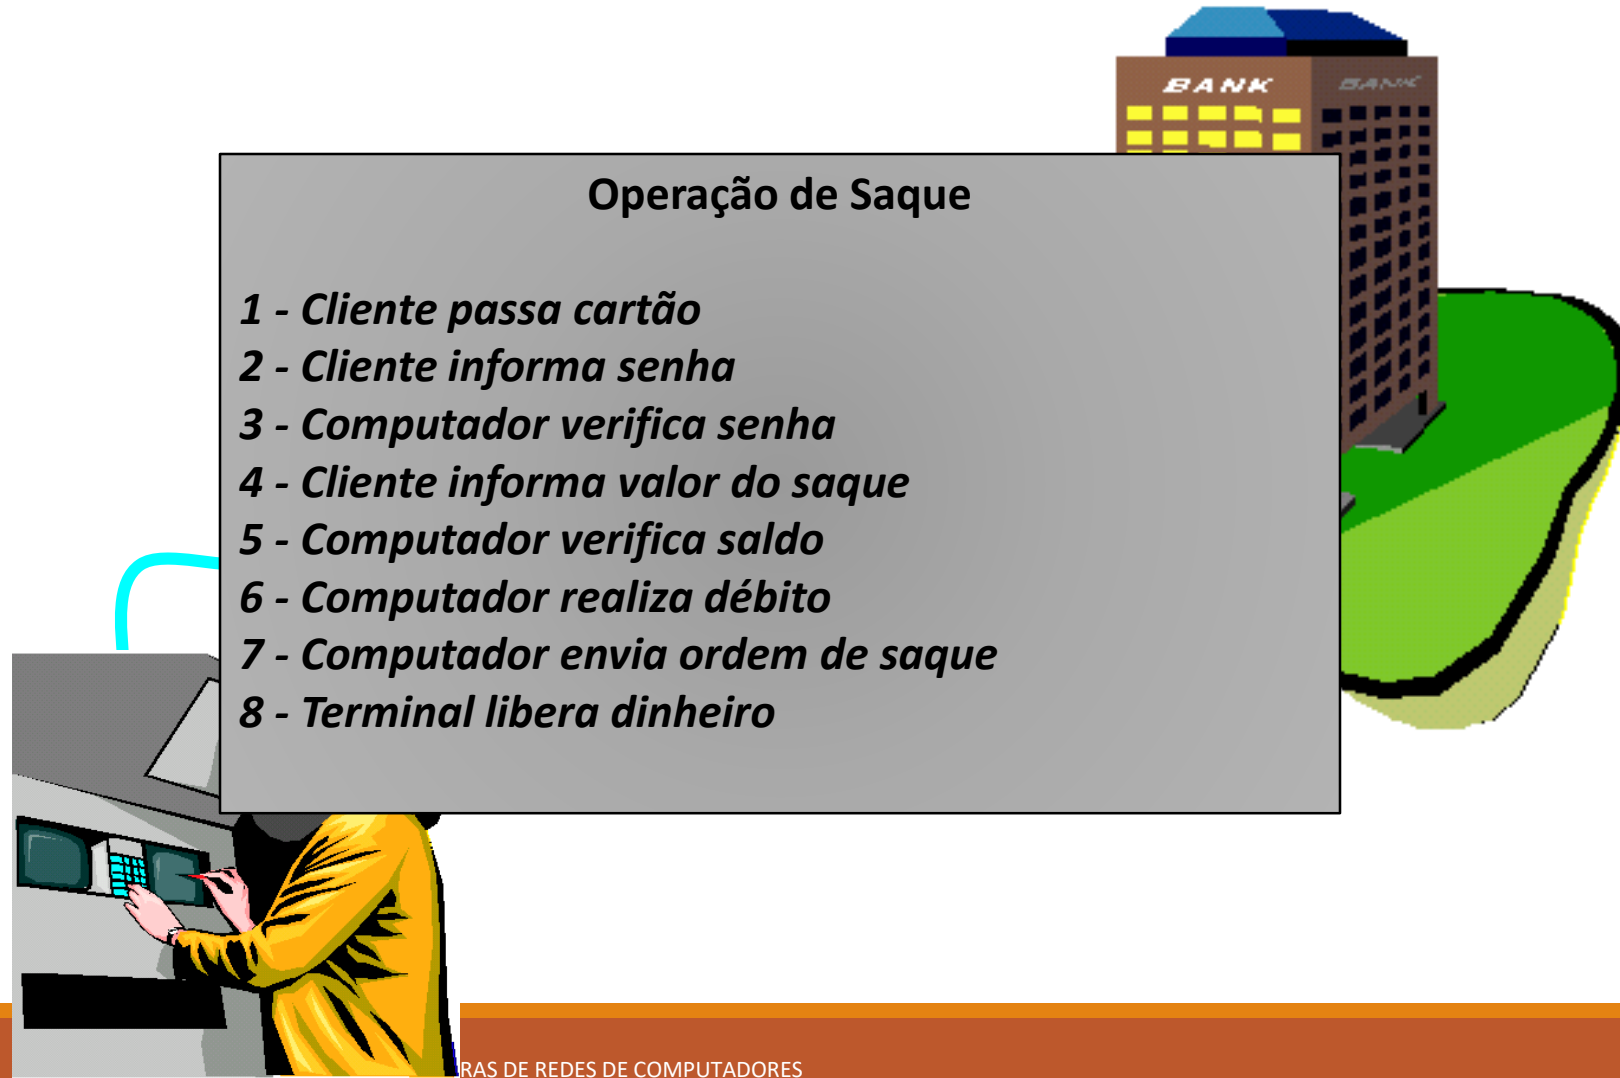 BANK BANK
Operação de Saque
1 - Cliente passa cartão
2 - Cliente informa senha
3 - Computador verifica senha
4 - Cliente informa valor do saque
5 - Computador verifica saldo
6 - Computador realiza débito
7 - Computador envia ordem de saque
8 - Terminal libera dinheiro
RAS DE REDES DE COMPUTADORES